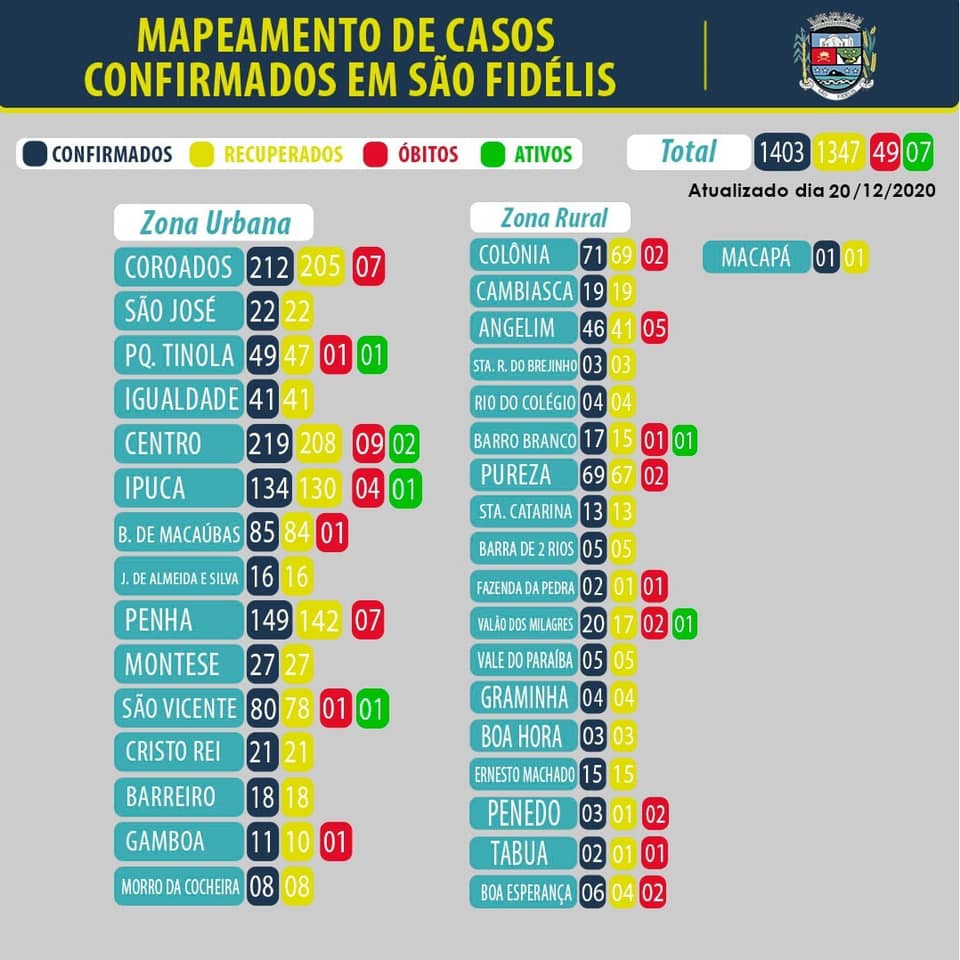 MAPEAMENTO DE CASOS
CONFIRMADOS EM SÃO FIDÉLIS
CONFIRMADOS RECUPERADOS ÓBITOS ATIVOS
Total 1403 1347 49 07
Atualizado dia 20/12/2020
Zona Urbana
COROADOS 212 205 07
SÃO JOSÉ 22 22
PQ. TINOLA 49 47 01 01
IGUALDADE 41 41
CENTRO 219 208 09 02
IPUCA 134 130 04 01
B. DE MACAÚBAS 85 84 01
J. DE ALMEIDA E SILVA 16 16
PENHA 149 142 07
MONTESE 27 27
SÃO VICENTE 80 78 01 01
CRISTO REI 21 21
BARREIRO 18 18
GAMBOA 11 10 01
MORRO DA COCHEIRA 08 08
Zona Rural
COLÔNIA 71 69 02
CAMBIASCA 19 19
ANGELIM 46 41 05
STA. R. DO BREJINHO 03 03
RIO DO COLÉGIO 04 04
BARRO BRANCO 17 15 01 01
PUREZA 69 67 02
STA. CATARINA 13 13
BARRA DE 2 RIOS 05 05
FAZENDA DA PEDRA 02 01 01
VALÃO DOS MILAGRES 20 17 02 01
VALE DO PARAÍBA 05 05
GRAMINHA 04 04
BOA HORA 03 03
ERNESTO MACHADO 15 15
PENEDO 03 01 02
TABUA 02 01 01
BOA ESPERANÇA 06 04 02
MACAPÁ 01 01